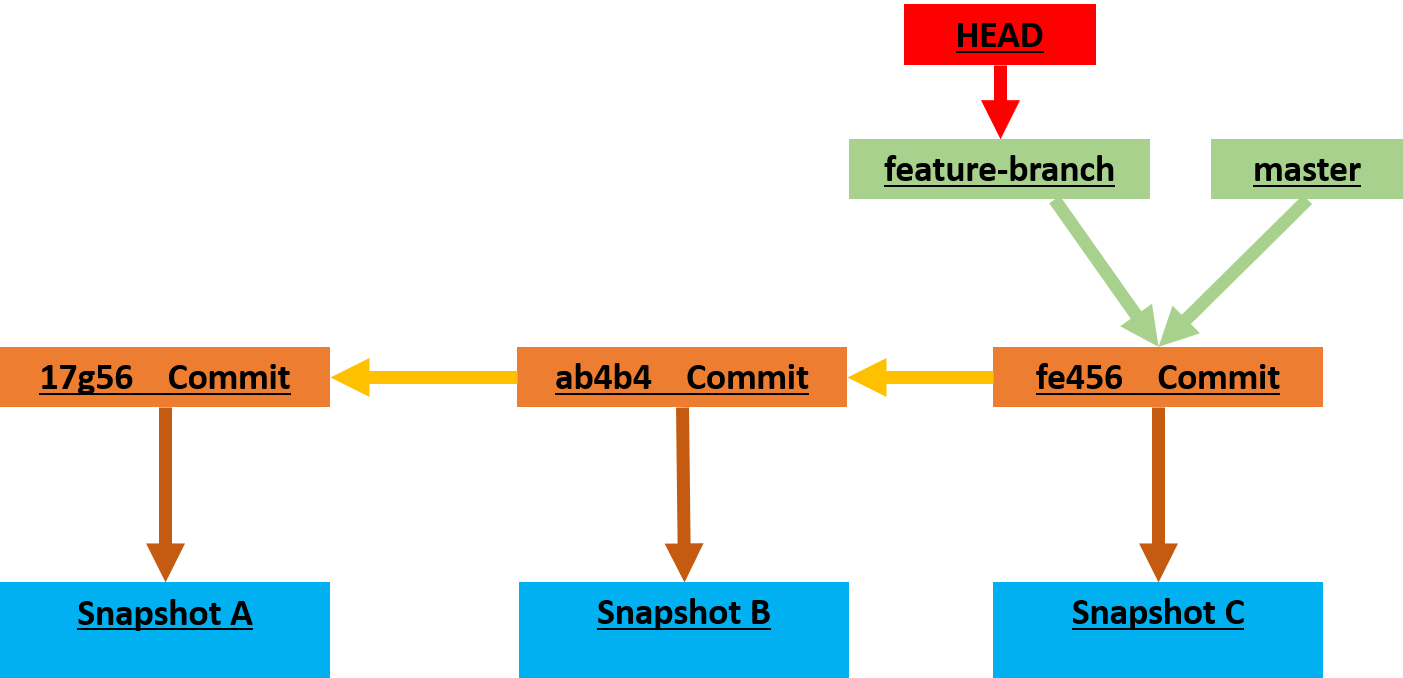 HEAD
feature-branch master
17g56 Commit ab4b4 Commit fe456 Commit
Snapshot A Snapshot B Snapshot C